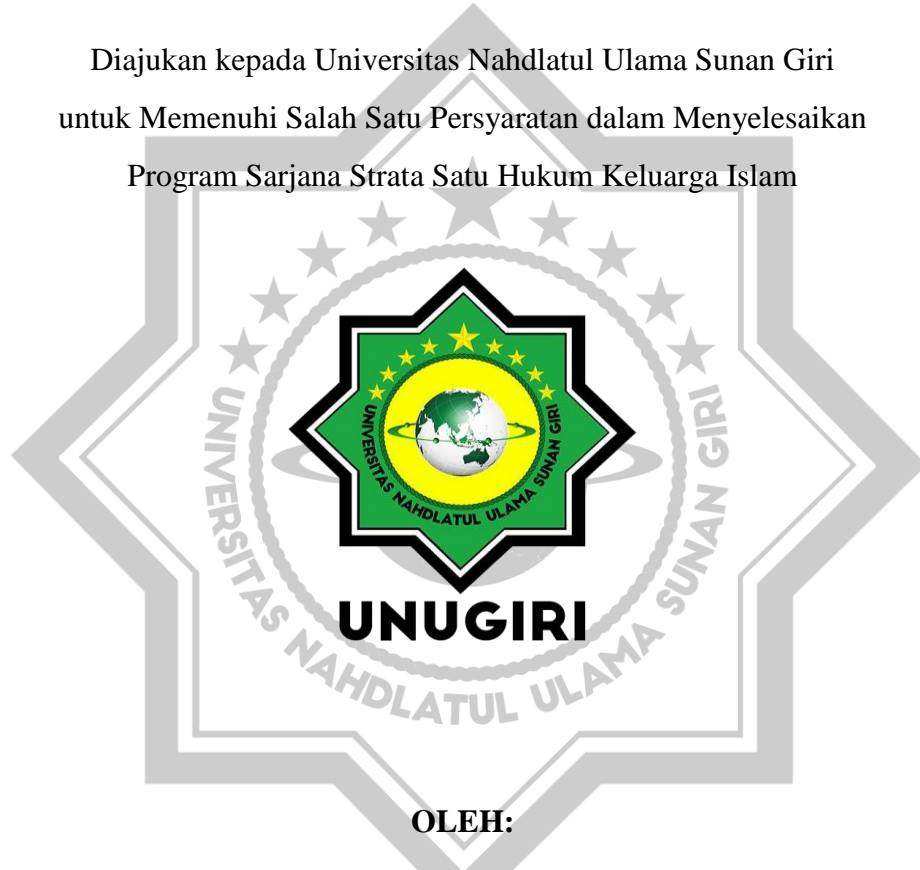 Diajukan kepada Universitas Nahdlatul Ulama Sunan Giri
untuk Memenuhi Salah Satu Persyaratan dalam Menyelesaikan
Program Sarjana Strata Satu Hukum Keluarga Islam
UNIVERSITAS NAHDLATUL ULAMA SUNAN GIRI
UNIVERSITAS NAHDLATUL ULAMA SUNAN GIRI
UNUGIRI
OLEH: